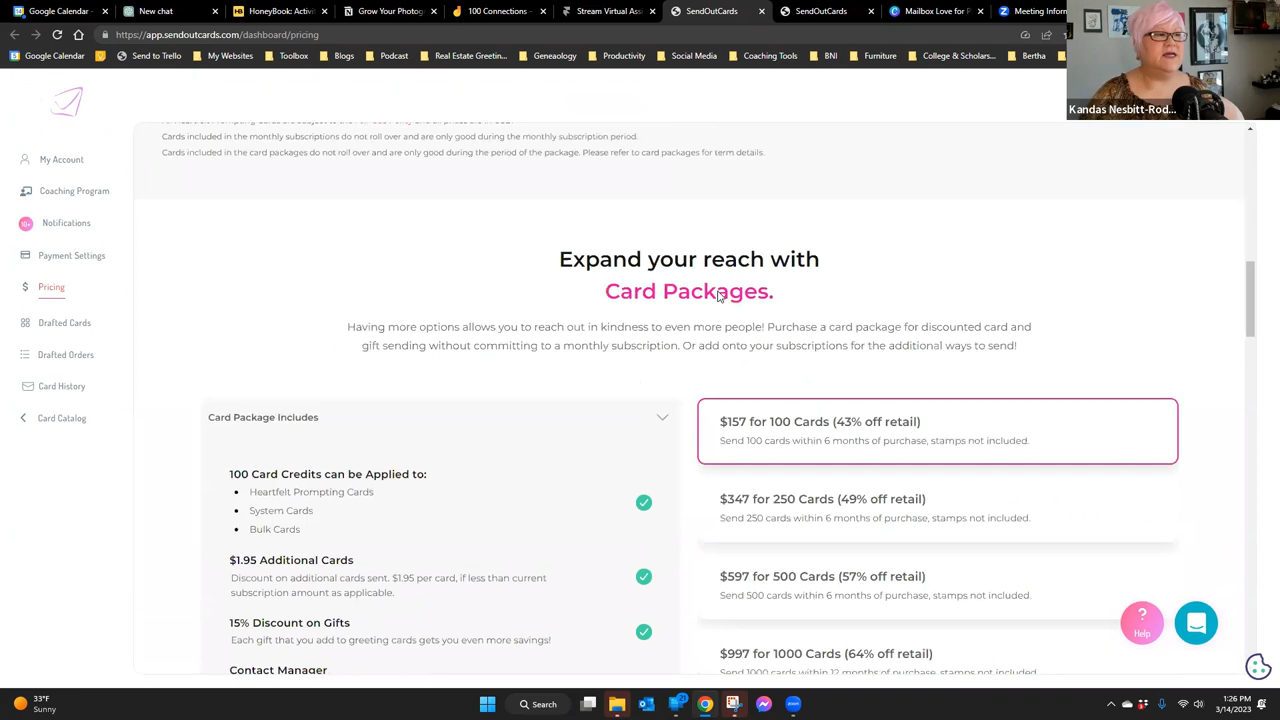 Google Calendar -
New chat
HoneyBook: Activi
Grow Your Photog
100 Connections -
Stream Virtual Assi
SendOutCards
SendOutCards
Mailbox Love for P
Meeting Inform
https://app.sendoutcards.com/dashboard/pricing
Google Calendar
Send to Trello
My Websites
Toolbox
Blogs
Podcast
Real Estate Greetin...
Genaeology
Productivity
Social Media
Coaching Tools
BNI
Furniture
College & Scholars...
Bertha
Kandas Nesbitt-Rod...
Cards included in the monthly subscriptions do not roll over and are only good during the monthly subscription period.
Cards included in the card packages do not roll over and are only good during the period of the package. Please refer to card packages for term details.
My Account
Coaching Program
10+ Notifications
Payment Settings
$ Pricing
Drafted Cards
Drafted Orders
Card History
Card Catalog
Expand your reach with
Card Packages.
Having more options allows you to reach out in kindness to even more people! Purchase a card package for discounted card and
gift sending without committing to a monthly subscription. Or add onto your subscriptions for the additional ways to send!
Card Package Includes
100 Card Credits can be Applied to:
• Heartfelt Prompting Cards
• System Cards
• Bulk Cards
$1.95 Additional Cards
Discount on additional cards sent. $1.95 per card, if less than current
subscription amount as applicable.
15% Discount on Gifts
Each gift that you add to greeting cards gets you even more savings!
Contact Manager
$157 for 100 Cards (43% off retail)
Send 100 cards within 6 months of purchase, stamps not included.
$347 for 250 Cards (49% off retail)
Send 250 cards within 6 months of purchase, stamps not included.
$597 for 500 Cards (57% off retail)
Send 500 cards within 6 months of purchase, stamps not included.
$997 for 1000 Cards (64% off retail)
Send 1000 cards within 12 months of purchase, stamps not included.
?
Help
33°F
Sunny
Search
21
1:26 PM
3/14/2023